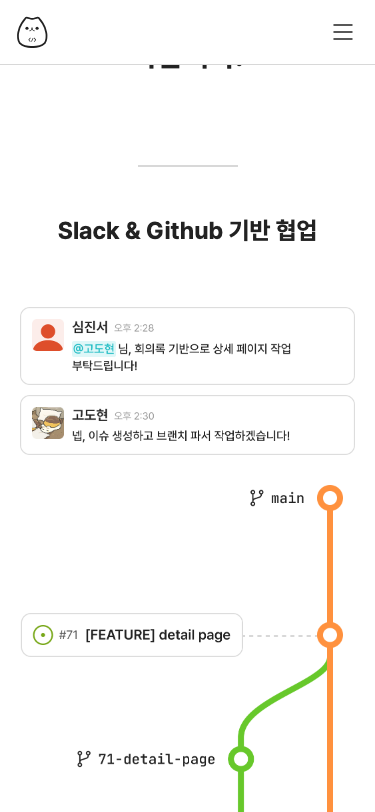 Slack & Github 기반 협업
심진서 오후 2:28
@고도현 님, 회의록 기반으로 상세 페이지 작업
부탁드립니다!
고도현 오후 2:30
넵, 이슈 생성하고 브랜치 파서 작업하겠습니다!
main
#71 [FEATURE] detail page
71-detail-page